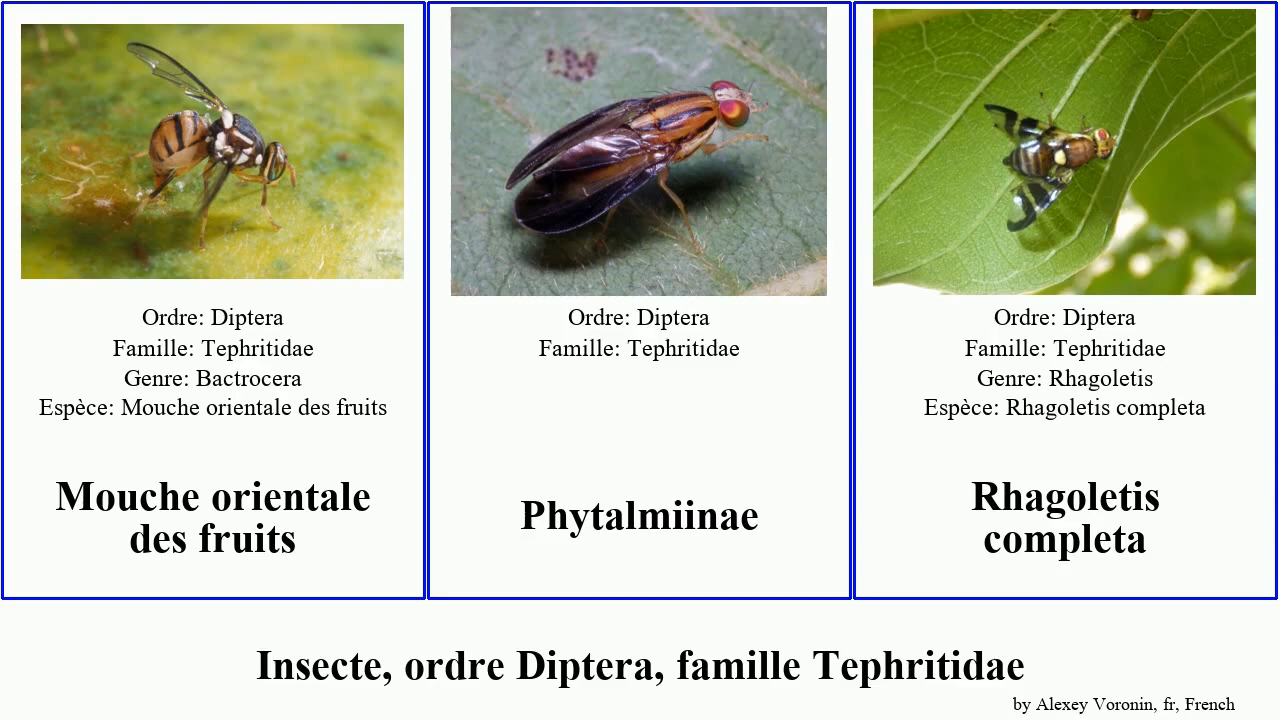 Ordre: Diptera
Famille: Tephritidae
Genre: Bactrocera
Espèce: Mouche orientale des fruits
Mouche orientale
des fruits
Ordre: Diptera
Famille: Tephritidae
Phytalmiinae
Ordre: Diptera
Famille: Tephritidae
Genre: Rhagoletis
Espèce: Rhagoletis completa
Rhagoletis
completa
Insecte, ordre Diptera, famille Tephritidae
by Alexey Voronin, fr, French